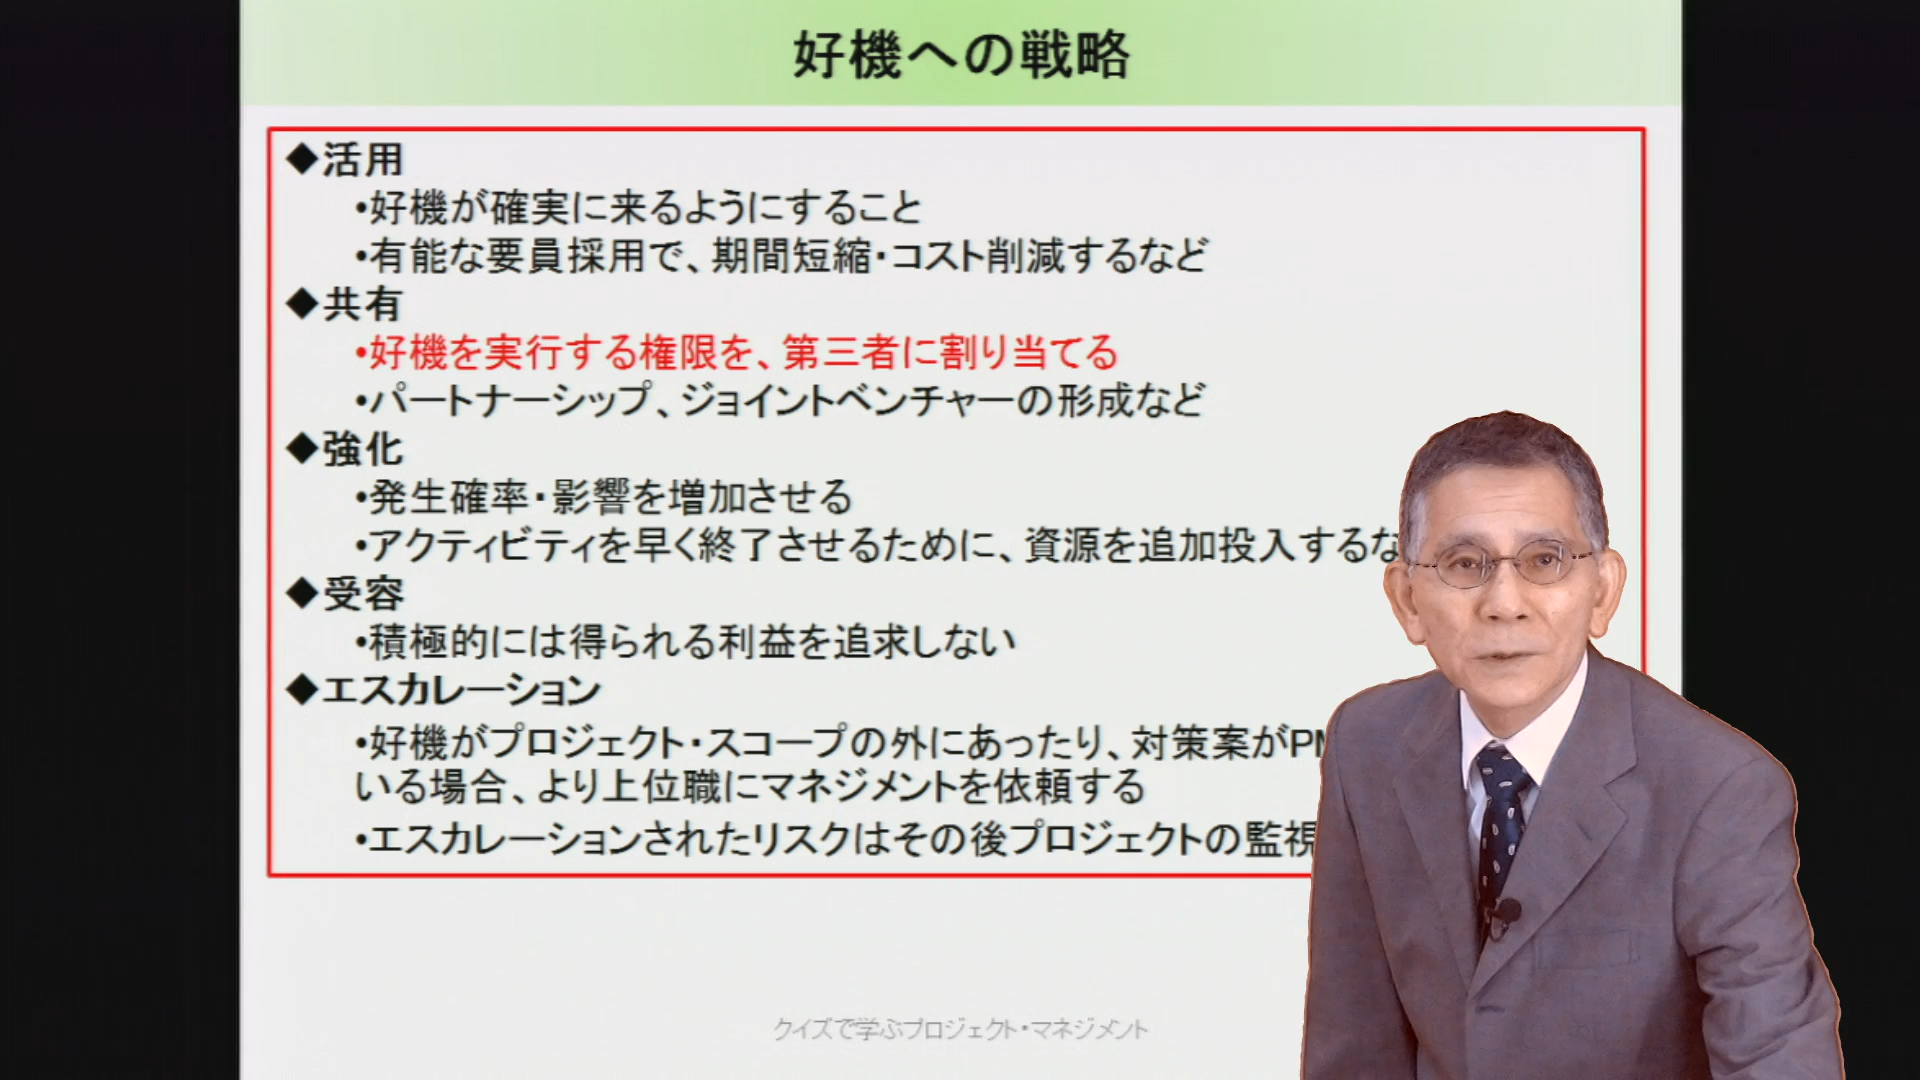 好機への戦略
◆活用
•好機が確実に来るようにすること
•有能な要員採用で、期間短縮・コスト削減するなど
◆共有
•好機を実行する権限を、第三者に割り当てる
•パートナーシップ、ジョイントベンチャーの形成など
◆強化
•発生確率・影響を増加させる
•アクティビティを早く終了させるために、資源を追加投入するな
◆受容
•積極的には得られる利益を追求しない
◆エスカレーション
•好機がプロジェクト・スコープの外にあったり、対策案がPM
いる場合、より上位職にマネジメントを依頼する
•エスカレーションされたリスクはその後プロジェクトの監視
クイズで学ぶプロジェクト・マネジメント